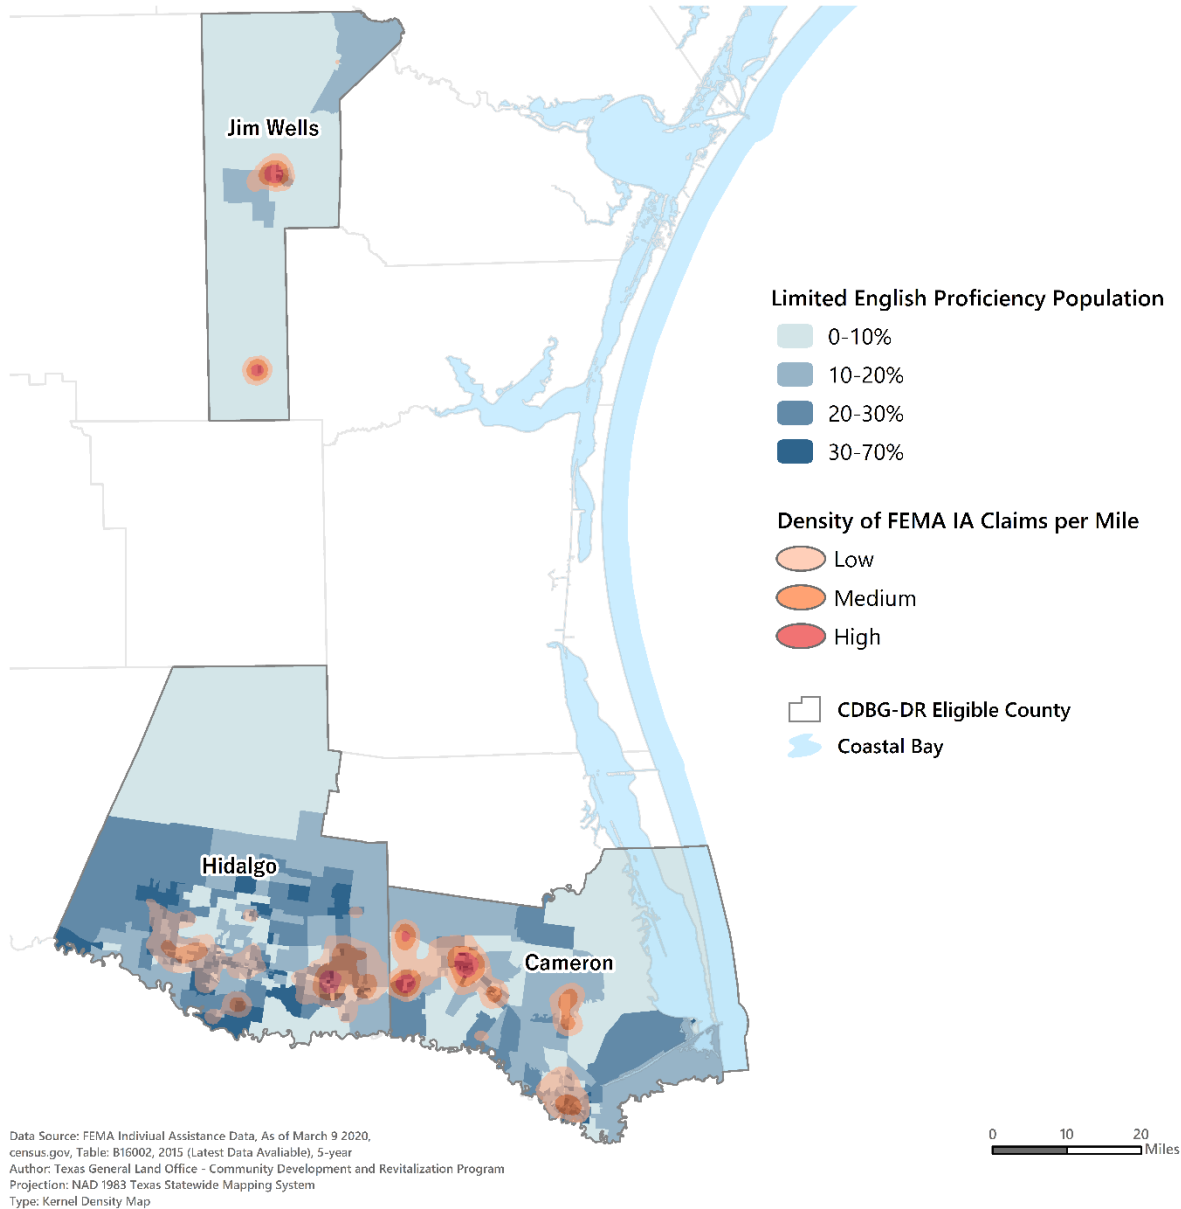 Jim Wells
Limited English Proficiency Population
0-10%
10-20%
20-30%
30-70%
Density of FEMA IA Claims per Mile
Low
Medium
High
CDBG-DR Eligible County
Coastal Bay
Hidalgo
Cameron
Data Source: FEMA Indiviual Assistance Data, As of March 9 2020,
census.gov, Table: B16002, 2015 (Latest Data Avaliable), 5-year
Author: Texas General Land Office - Community Development and Revitalization Program
Projection: NAD 1983 Texas Statewide Mapping System
Type: Kernel Density Map
0 10 20
Miles